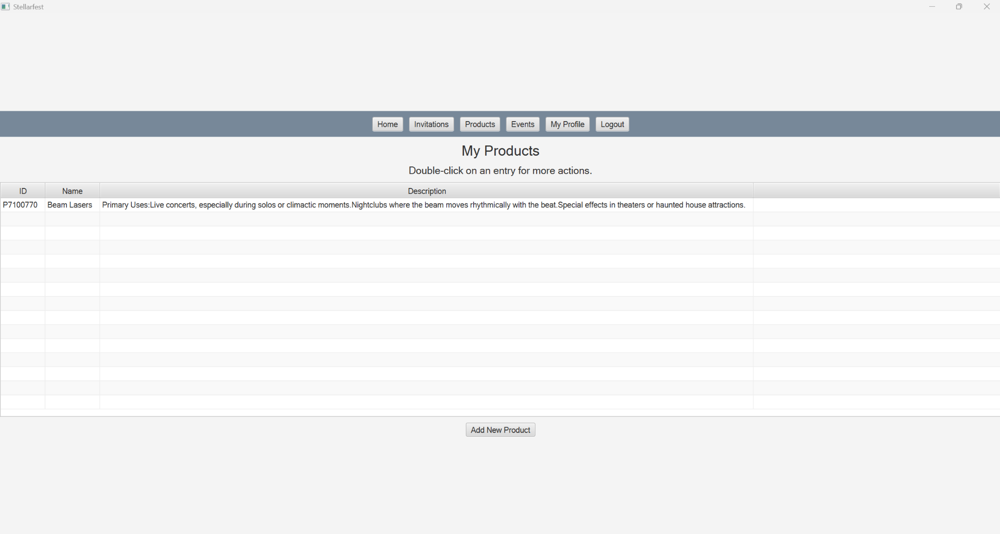 Stellarfest
Home Invitations Products Events My Profile Logout
My Products
Double-click on an entry for more actions.
ID Name Description
P7100770 Beam Lasers Primary Uses:Live concerts, especially during solos or climactic moments.Nightclubs where the beam moves rhythmically with the beat.Special effects in theaters or haunted house attractions.
Add New Product